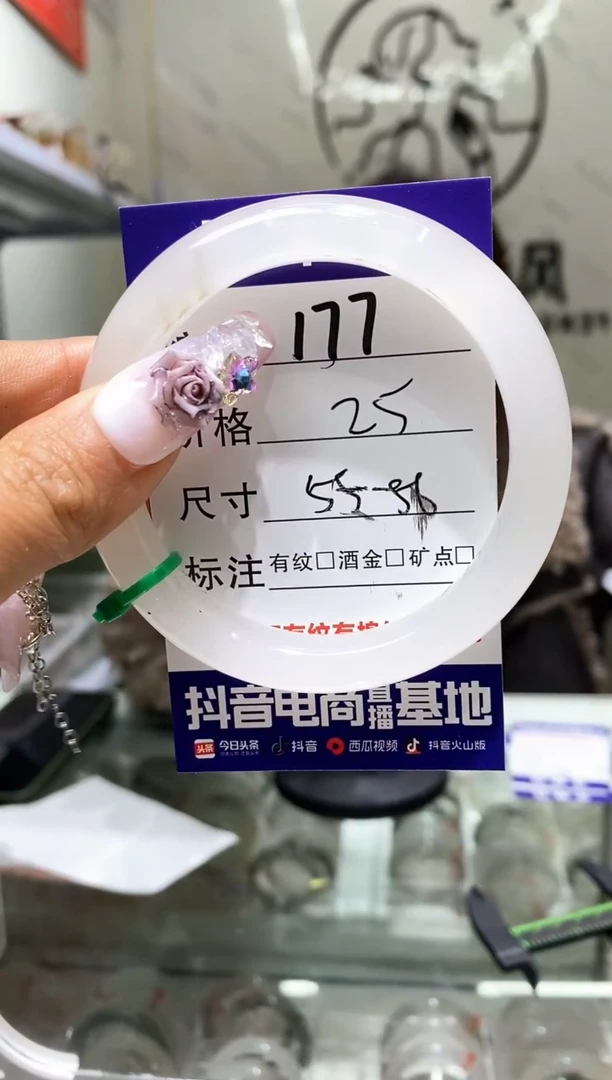 177
价格 25
尺寸 55-56
标注 有纹□洒金□矿点□
抖音电商直播基地
头条 今日头条 抖音 西瓜视频 抖音火山版
风